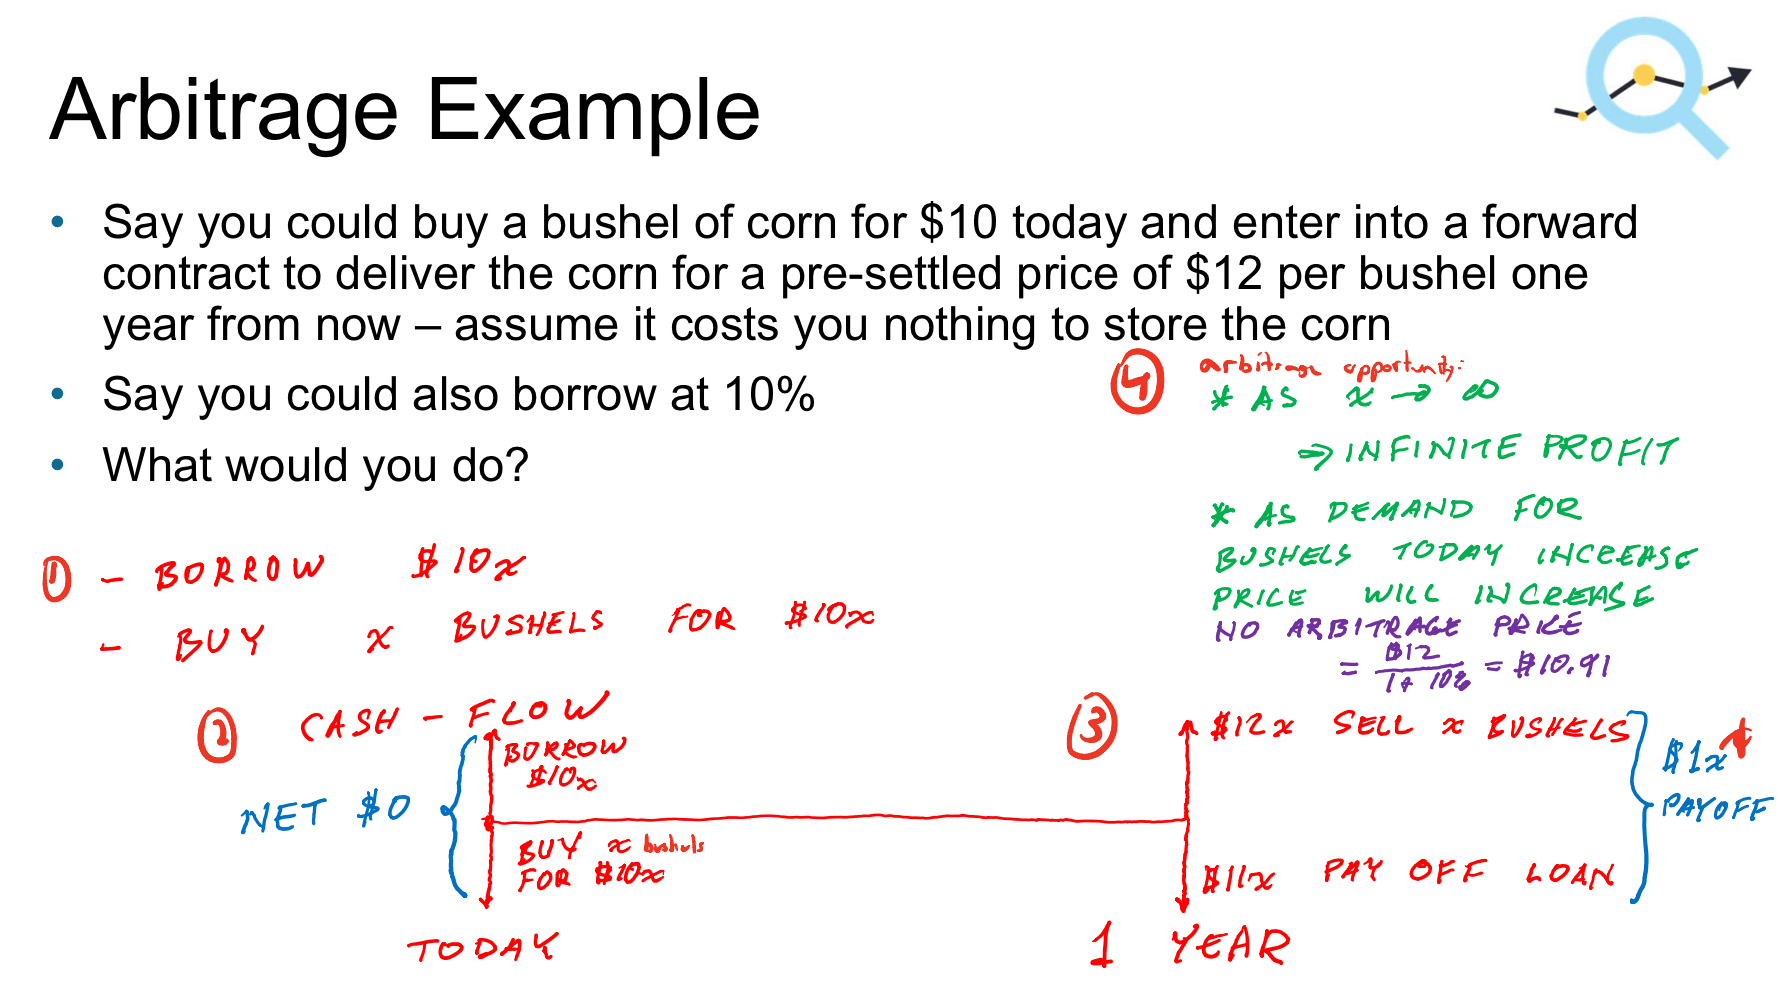 Arbitrage Example
• Say you could buy a bushel of corn for $10 today and enter into a forward
contract to deliver the corn for a pre-settled price of $12 per bushel one
year from now – assume it costs you nothing to store the corn
• Say you could also borrow at 10%
• What would you do?
① - BORROW $10x
- BUY x BUSHELS FOR $10x
② CASH - FLOW
BORROW
$10x
NET $0
BUY x bushels
FOR $10x
TODAY
③ $12x SELL x BUSHELS
$1x
PAYOFF
$11x PAY OFF LOAN
1 YEAR
④ arbitrage opportunity:
* AS x → ∞
⇒ INFINITE PROFIT
* AS DEMAND FOR
BUSHELS TODAY INCREASE
PRICE WILL INCREASE
NO ARBITRAGE PRICE
= $12 / 1+10% = $10.91